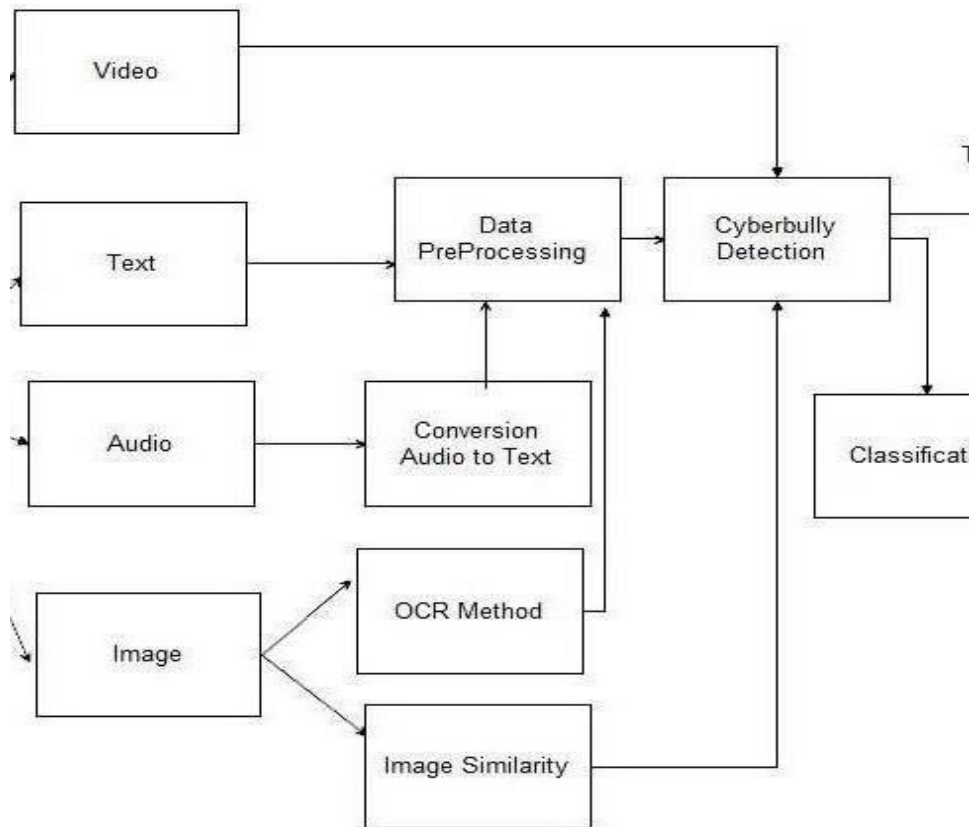 Video
Text
Data
PreProcessing
Cyberbully
Detection
Audio
Conversion
Audio to Text
OCR Method
Image
Image Similarity